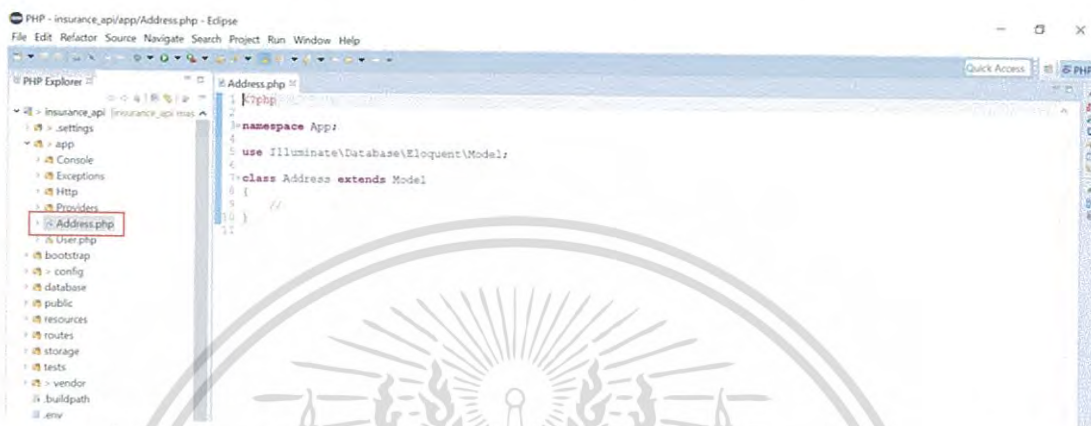 PHP - insurance_api/app/Address.php - Eclipse
File Edit Refactor Source Navigate Search Project Run Window Help
Quick Access
PHP
PHP Explorer
Address.php
> insurance_api [insurance_api mas
> .settings
> app
Console
Exceptions
Http
Providers
Address.php
User.php
bootstrap
> config
database
public
resources
routes
storage
tests
> vendor
.buildpath
.env
1 <?php
2
3 namespace App;
4
5 use Illuminate\Database\Eloquent\Model;
6
7 class Address extends Model
8 {
9 //
10 }
11